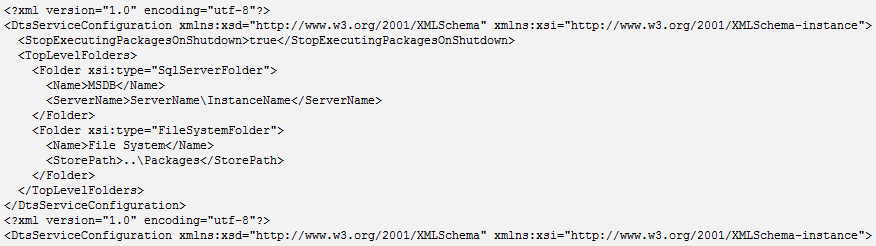 <?xml version="1.0" encoding="utf-8"?>
<DtsServiceConfiguration xmlns:xsd="http://www.w3.org/2001/XMLSchema" xmlns:xsi="http://www.w3.org/2001/XMLSchema-instance">
  <StopExecutingPackagesOnShutdown>true</StopExecutingPackagesOnShutdown>
  <TopLevelFolders>
    <Folder xsi:type="SqlServerFolder">
      <Name>MSDB</Name>
      <ServerName>ServerName\InstanceName</ServerName>
    </Folder>
    <Folder xsi:type="FileSystemFolder">
      <Name>File System</Name>
      <StorePath>..\Packages</StorePath>
    </Folder>
  </TopLevelFolders>
</DtsServiceConfiguration>
<?xml version="1.0" encoding="utf-8"?>
<DtsServiceConfiguration xmlns:xsd="http://www.w3.org/2001/XMLSchema" xmlns:xsi="http://www.w3.org/2001/XMLSchema-instance">